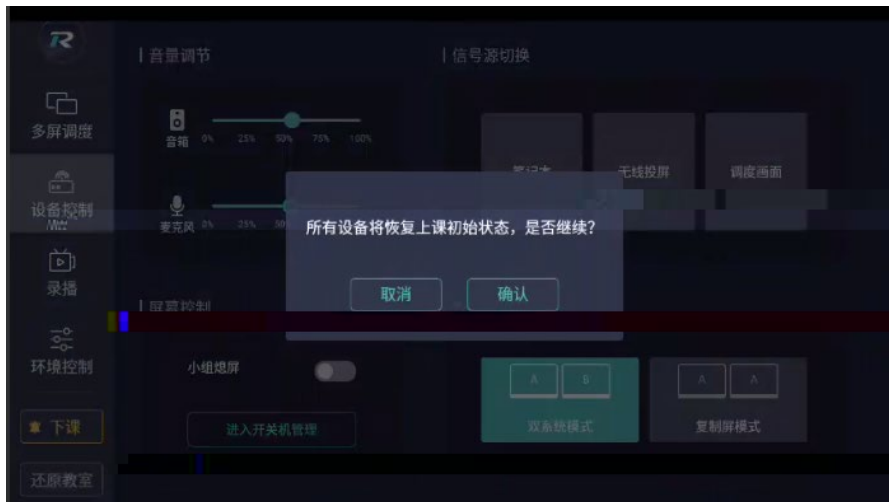 音量调节
信号源切换
多屏调度
音箱
0% 25% 50% 75% 100%
无线投屏
调度画面
设备控制
麦克风
0% 25%
所有设备将恢复上课初始状态，是否继续？
录播
取消
确认
屏幕控制
环境控制
小组熄屏
A B
A A
下课
进入开关机管理
双系统模式
复制屏模式
还原教室